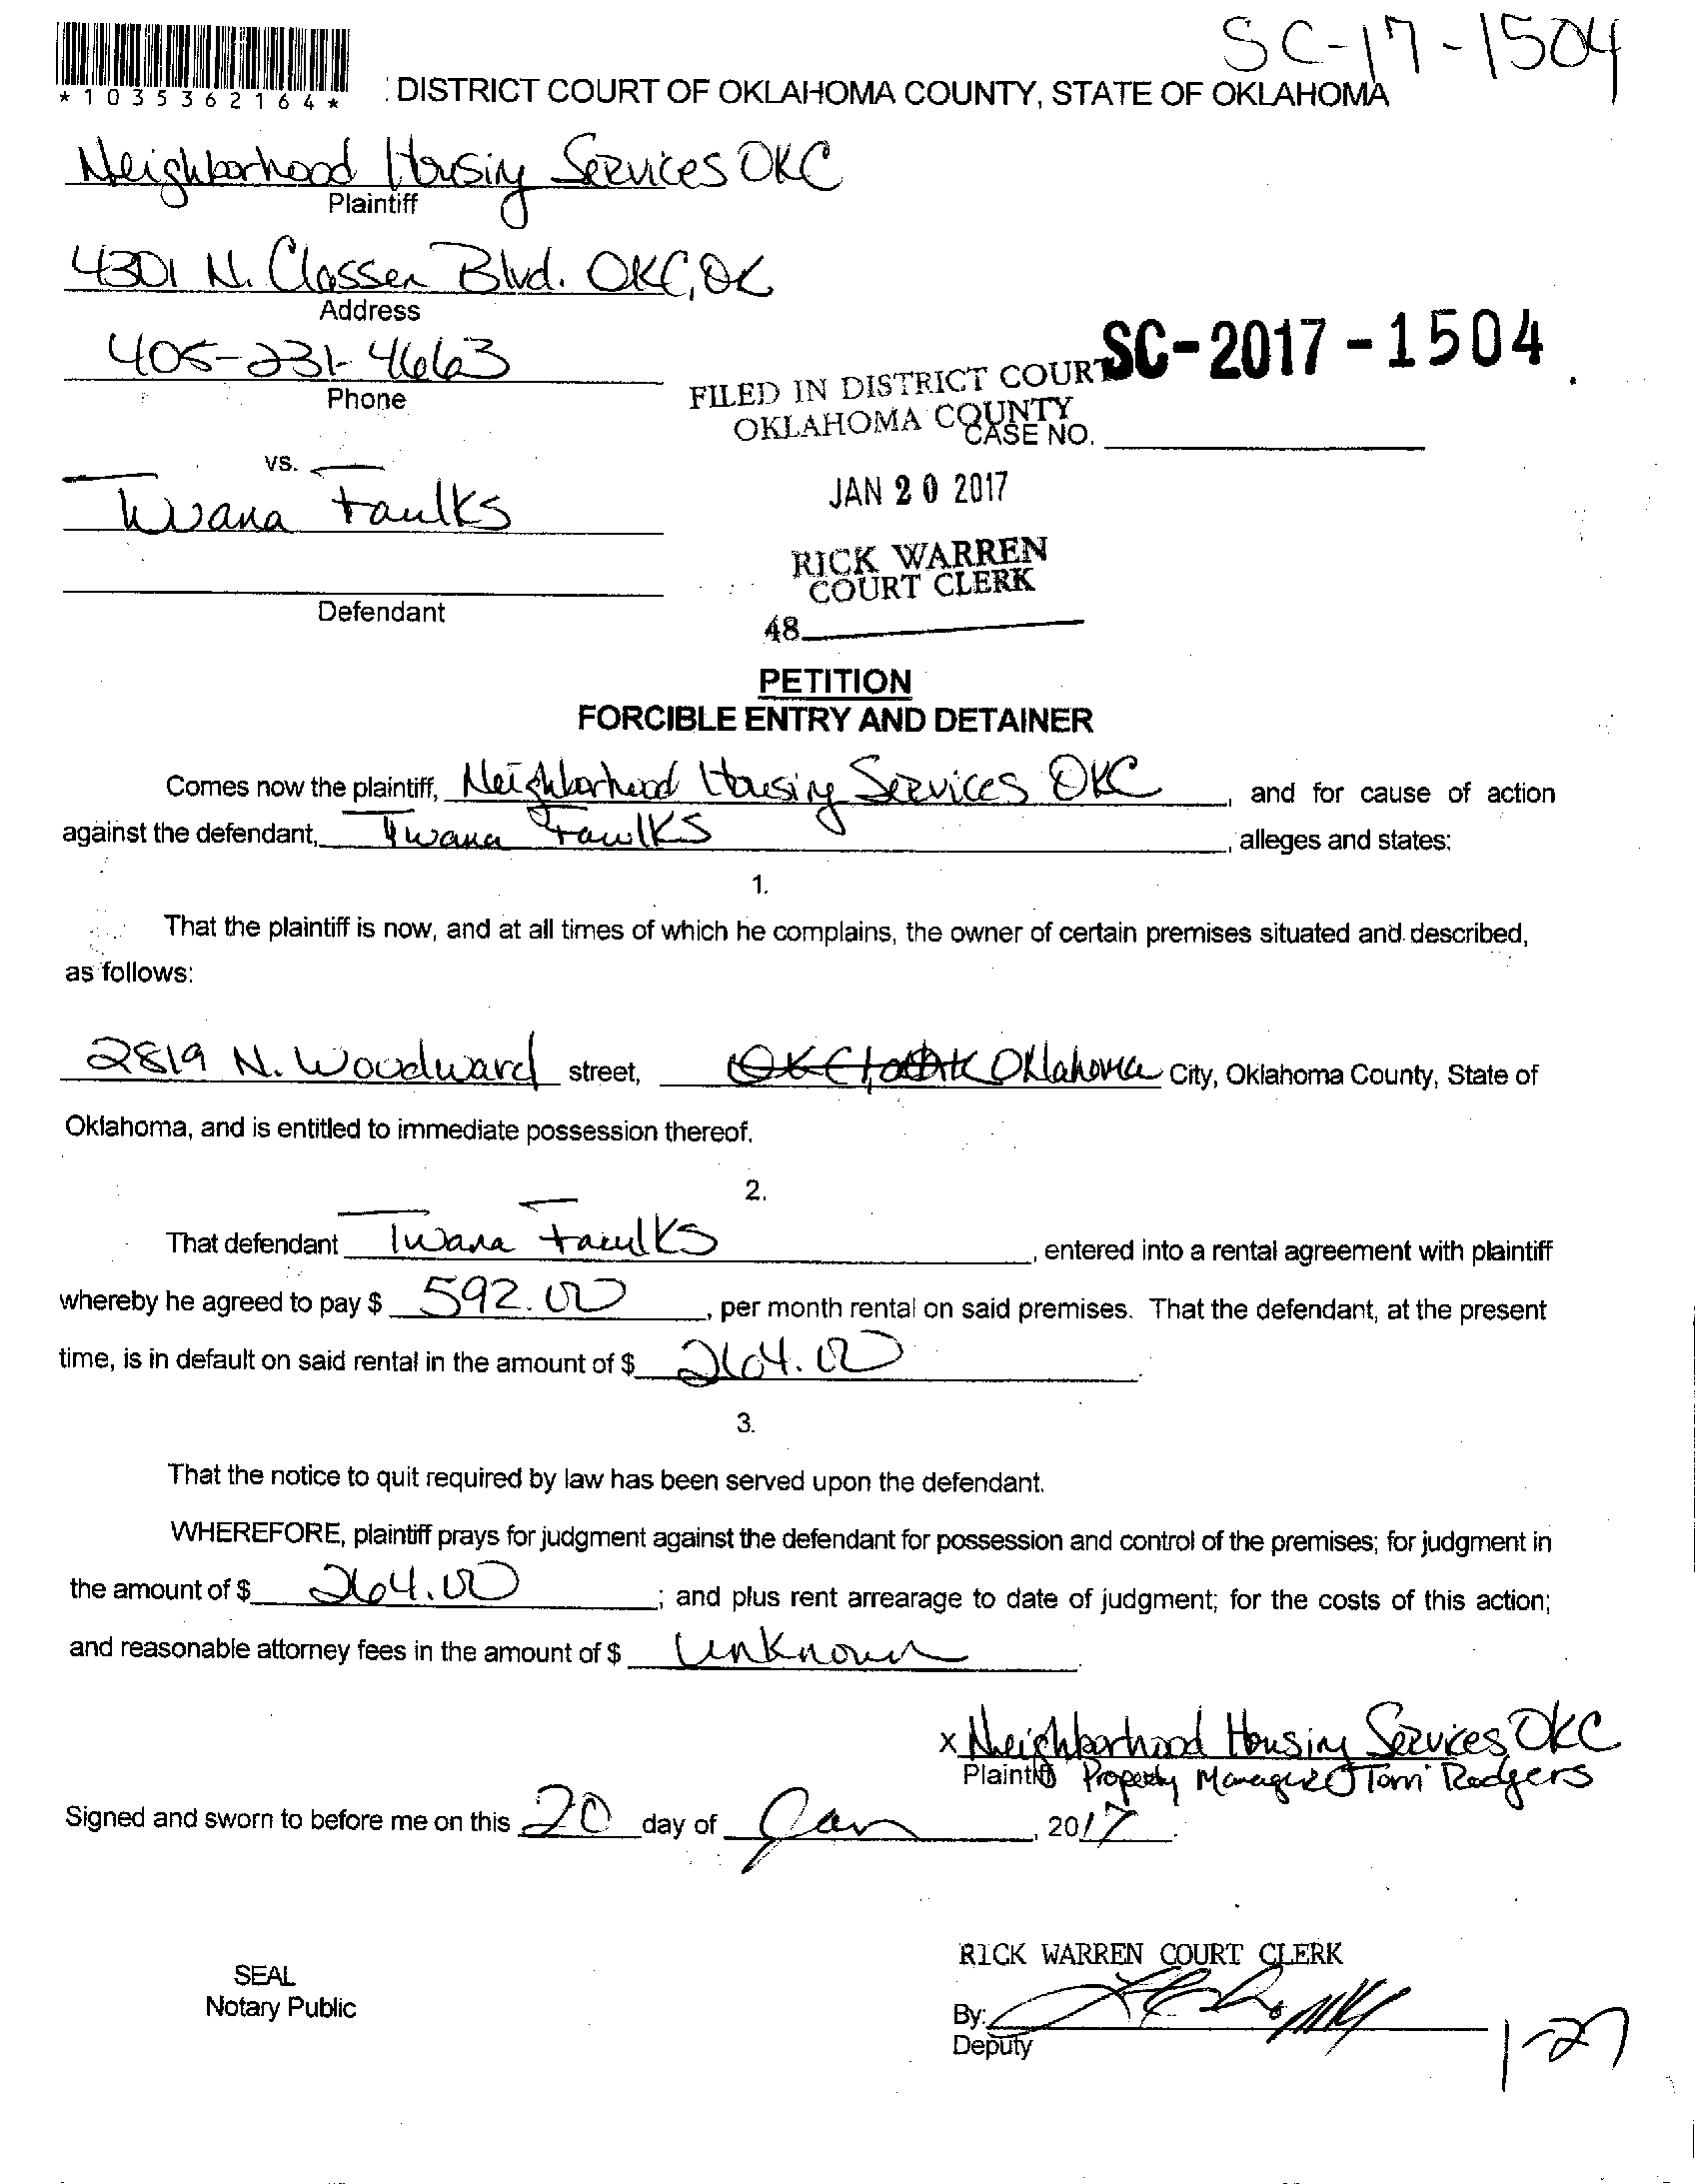 SC-17-1504
*1035362164*
DISTRICT COURT OF OKLAHOMA COUNTY, STATE OF OKLAHOMA
Neighborhood Housing Services OKC
Plaintiff
4301 N. Classen Blvd. OKC, OK
Address
405-231-4663
Phone
SC-2017-1504
FILED IN DISTRICT COURT
OKLAHOMA COUNTY
CASE NO.
vs.
JAN 20 2017
Twana Faulks
RICK WARREN
COURT CLERK
Defendant
48
PETITION
FORCIBLE ENTRY AND DETAINER
Comes now the plaintiff, Neighborhood Housing Services OKC, and for cause of action
against the defendant, Twana Faulks, alleges and states:
1.
That the plaintiff is now, and at all times of which he complains, the owner of certain premises situated and described,
as follows:
2819 N. Woodward street, Oklahoma City, Oklahoma County, State of
Oklahoma, and is entitled to immediate possession thereof.
2.
That defendant Twana Faulks, entered into a rental agreement with plaintiff
whereby he agreed to pay $ 592.00, per month rental on said premises. That the defendant, at the present
time, is in default on said rental in the amount of $ 264.00.
3.
That the notice to quit required by law has been served upon the defendant.
WHEREFORE, plaintiff prays for judgment against the defendant for possession and control of the premises; for judgment in
the amount of $ 264.00; and plus rent arrearage to date of judgment; for the costs of this action;
and reasonable attorney fees in the amount of $ Unknown.
x Neighborhood Housing Services OKC
Plaintiff Property Manager Torri Rodgers
Signed and sworn to before me on this 20 day of Jan, 2017.
RICK WARREN COURT CLERK
SEAL
Notary Public
By:
Deputy
1-27